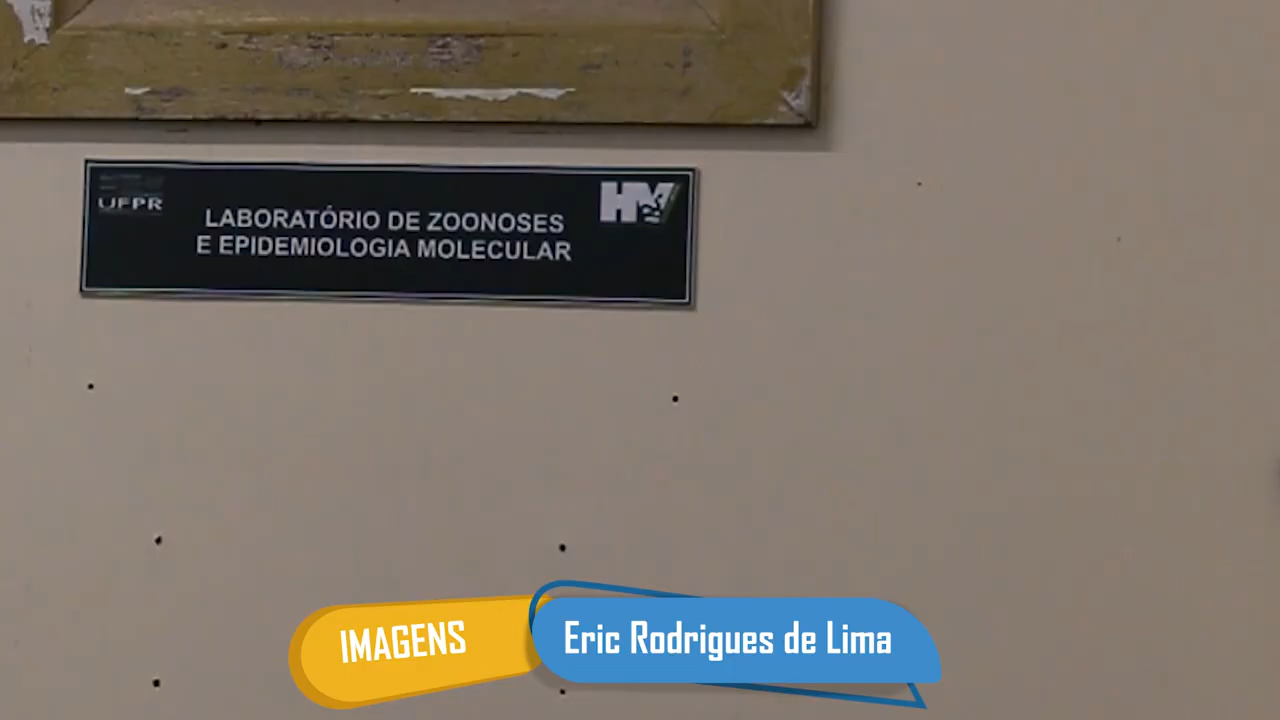 UFPR
HV
LABORATÓRIO DE ZOONOSES
E EPIDEMIOLOGIA MOLECULAR
IMAGENS
Eric Rodrigues de Lima